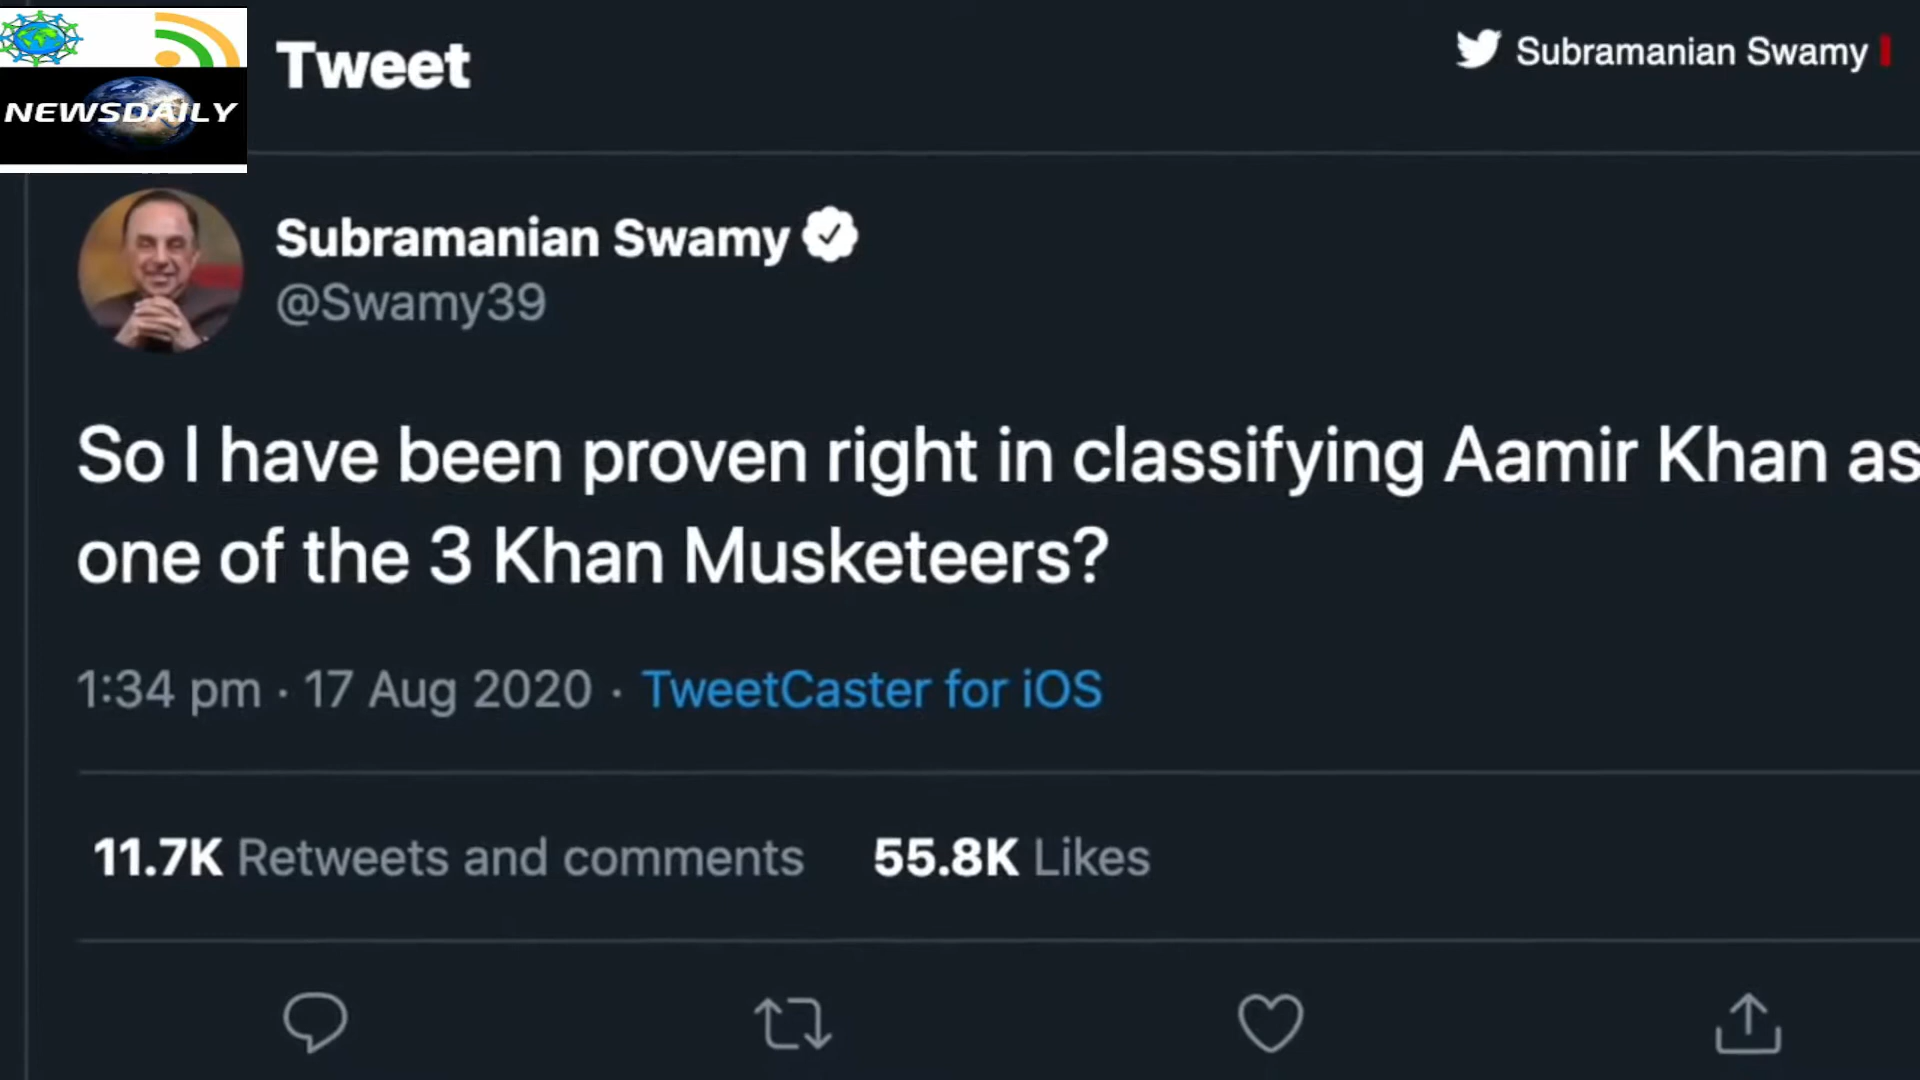 NEWSDAILY
Tweet
Subramanian Swamy
Subramanian Swamy
@Swamy39
So I have been proven right in classifying Aamir Khan as
one of the 3 Khan Musketeers?
1:34 pm · 17 Aug 2020 · TweetCaster for iOS
11.7K Retweets and comments 55.8K Likes